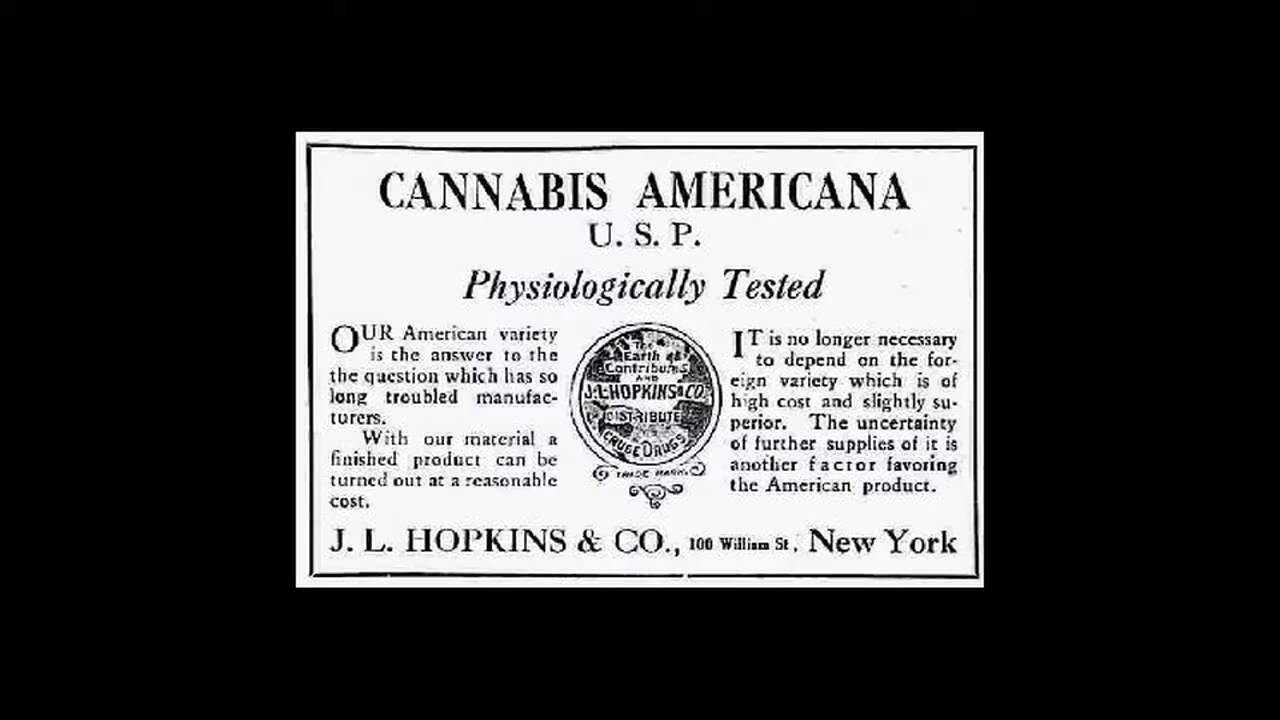 CANNABIS AMERICANA
U. S. P.
Physiologically Tested
OUR American variety
is the answer to the
the question which has so
long troubled manufac-
turers.
With our material a
finished product can be
turned out at a reasonable
cost.
The
Earth
Contributes
AND
J.L. HOPKINS & CO.
DISTRIBUTE
CRUDE DRUGS
TRADE MARK
IT is no longer necessary
to depend on the for-
eign variety which is of
high cost and slightly su-
perior. The uncertainty
of further supplies of it is
another factor favoring
the American product.
J. L. HOPKINS & CO., 100 William St., New York